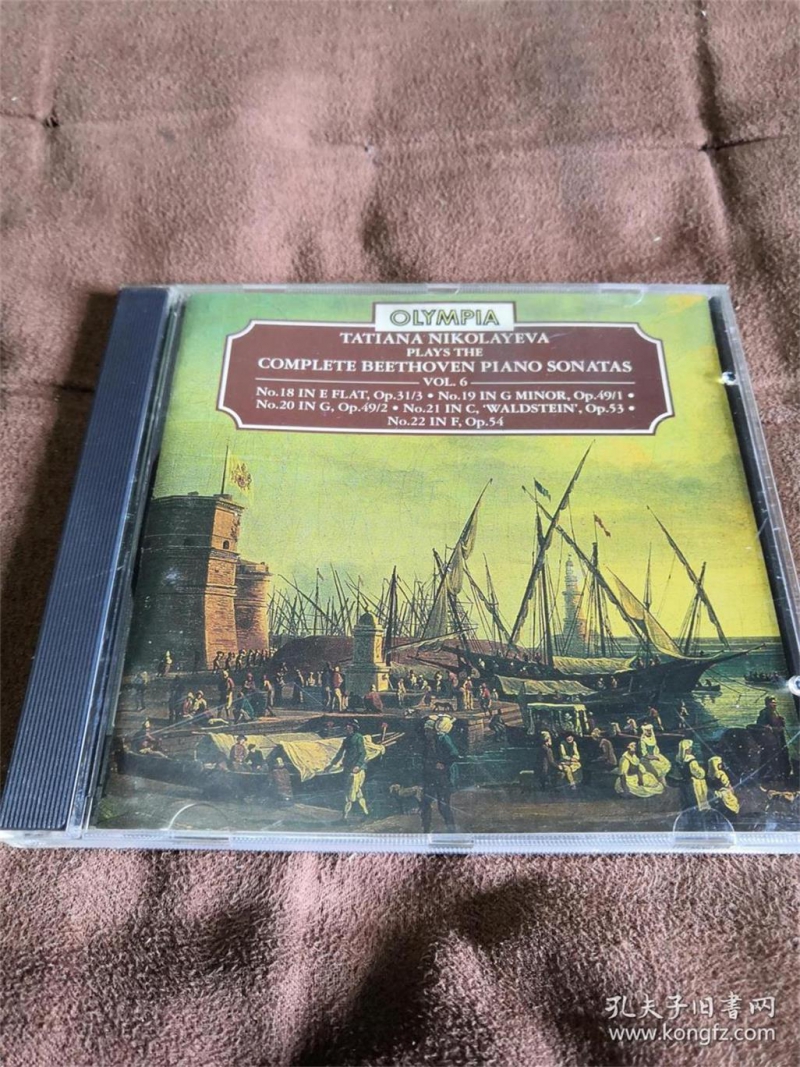 OLYMPIA
TATIANA NIKOLAYEVA
PLAYS THE
COMPLETE BEETHOVEN PIANO SONATAS
VOL. 6
No.18 IN E FLAT, Op.31/3 • No.19 IN G MINOR, Op.49/1 •
No.20 IN G, Op.49/2 • No.21 IN C, ‘WALDSTEIN’, Op.53 •
No.22 IN F, Op.54
孔夫子旧書网
www.kongfz.com